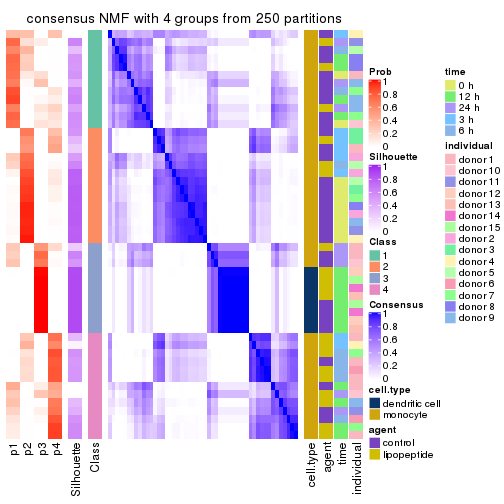 consensus NMF with 4 groups from 250 partitions
p1
p2
p3
p4
Silhouette
Class
cell.type
agent
time
individual
Prob
1
0.8
0.6
0.4
0.2
0
Silhouette
1
0.8
0.6
0.4
0.2
0
Class
1
2
3
4
Consensus
1
0.8
0.6
0.4
0.2
0
cell.type
dendritic cell
monocyte
agent
control
lipopeptide
time
0 h
12 h
24 h
3 h
6 h
individual
donor 1
donor 10
donor 11
donor 12
donor 13
donor 14
donor 15
donor 2
donor 3
donor 4
donor 5
donor 6
donor 7
donor 8
donor 9